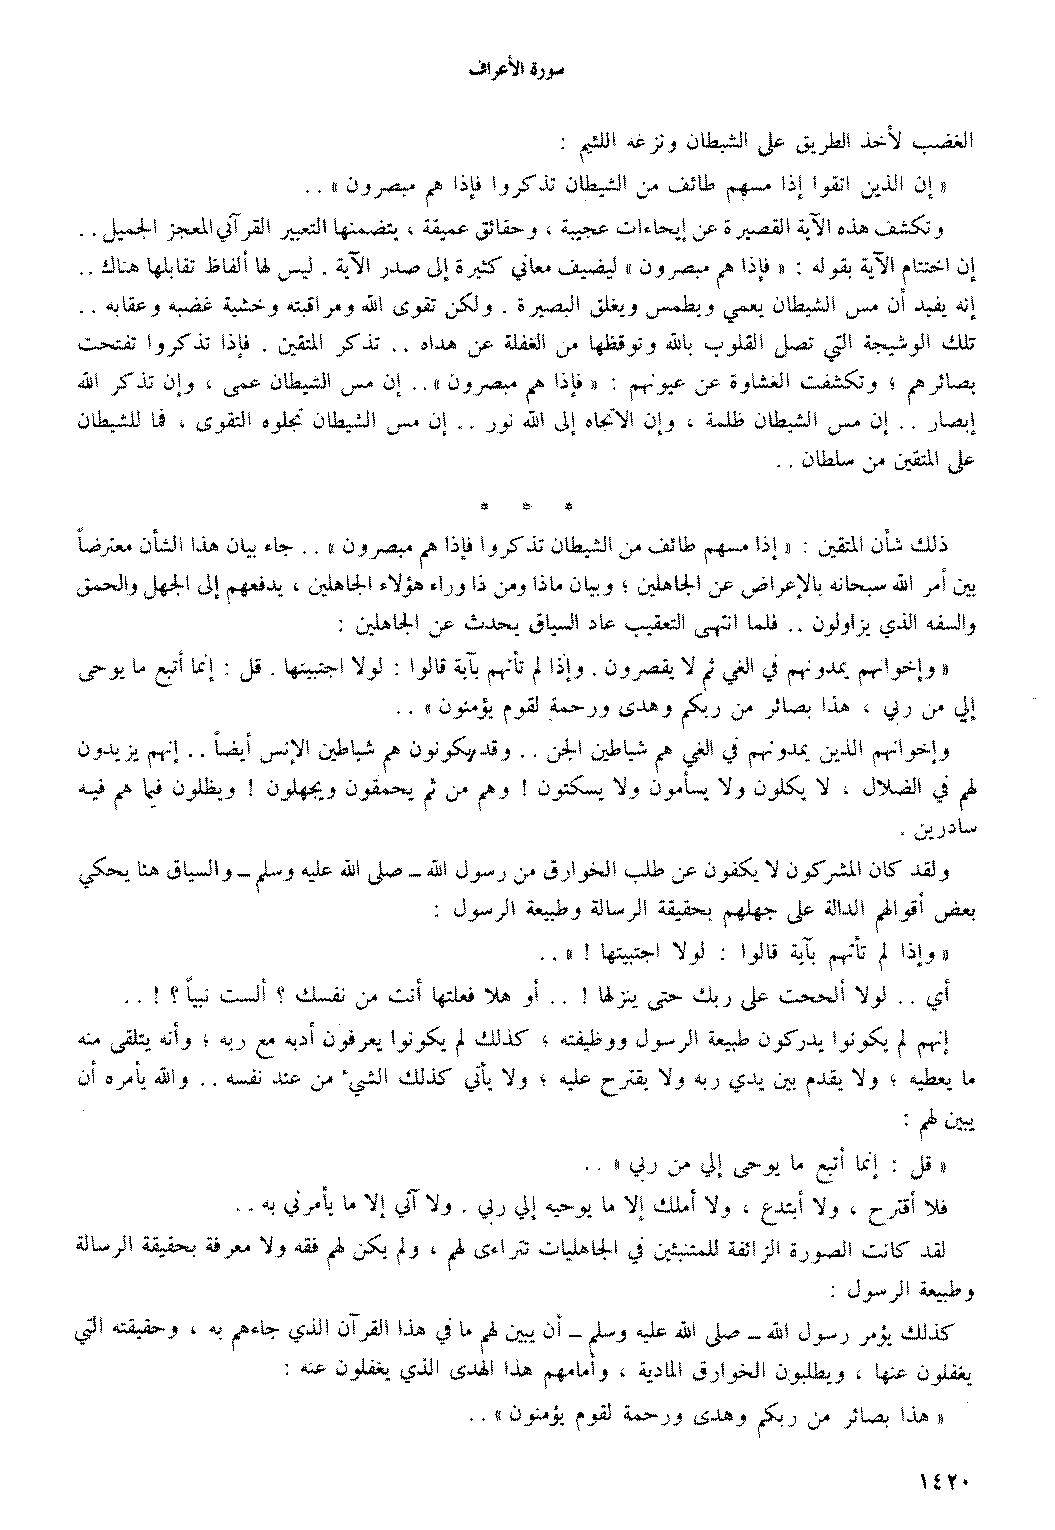 سورة الأعراف
الغضب لأخذ الطريق على الشيطان ونزغه اللئيم :
« إن الذين اتقوا إذا مسهم طائف من الشيطان تذكروا فإذا هم مبصرون » . .
وتكشف هذه الآية القصيرة عن إيحاءات عجيبة ، وحقائق عميقة ، يتضمنها التعبير القرآني المعجز الجميل . .
إن اختتام الآية بقوله : « فإذا هم مبصرون » ليضيف معاني كثيرة إلى صدر الآية . ليس لها ألفاظ تقابلها هناك . .
إنه يفيد أن مس الشيطان يعمي ويطمس ويغلق البصيرة . ولكن تقوى الله ومراقبته وخشية غضبه وعقابه . .
تلك الوشيجة التي تصل القلوب بالله وتوقظها من الغفلة عن هداه . . تذكر المتقين . فإذا تذكروا تفتحت
بصائرهم ؛ وتكشفت الغشاوة عن عيونهم : « فإذا هم مبصرون » . . إن مس الشيطان عمى ، وإن تذكر الله
إبصار . . إن مس الشيطان ظلمة ، وإن الاتجاه إلى الله نور . . إن مس الشيطان تجلوه التقوى ، فما للشيطان
على المتقين من سلطان . .
* * *
ذلك شأن المتقين : « إذا مسهم طائف من الشيطان تذكروا فإذا هم مبصرون » . . جاء بيان هذا الشأن معترضاً
بين أمر الله سبحانه بالإعراض عن الجاهلين ؛ وبيان ماذا ومن ذا وراء هؤلاء الجاهلين ، يدفعهم إلى الجهل والحمق
والسفه الذي يزاولون . . فلما انتهى التعقيب عاد السياق يحدث عن الجاهلين :
« وإخوانهم يمدونهم في الغي ثم لا يقصرون . وإذا لم تأتهم بآية قالوا : لولا اجتبيتها . قل : إنما أتبع ما يوحى
إلي من ربي ، هذا بصائر من ربكم وهدى ورحمة لقوم يؤمنون » . .
وإخوانهم الذين يمدونهم في الغي هم شياطين الجن . . وقد يكونون هم شياطين الإنس أيضاً . . إنهم يزيدون
لهم في الضلال ، لا يكلون ولا يسأمون ولا يسكتون ! وهم من ثم يحمقون ويجهلون ! ويظلون فيما هم فيه
سادرين .
ولقد كان المشركون لا يكفون عن طلب الخوارق من رسول الله ــ صلى الله عليه وسلم ــ والسياق هنا يحكي
بعض أقوالهم الدالة على جهلهم بحقيقة الرسالة وطبيعة الرسول :
« وإذا لم تأتهم بآية قالوا : لولا اجتبيتها ! » . .
أي . . لولا ألححت على ربك حتى ينزلها ! . . أو هلا فعلتها أنت من نفسك ؟ ألست نبياً ؟ ! . .
إنهم لم يكونوا يدركون طبيعة الرسول ووظيفته ؛ كذلك لم يكونوا يعرفون أدبه مع ربه ؛ وأنه يتلقى منه
ما يعطيه ؛ ولا يقدم بين يدي ربه ولا يقترح عليه ؛ ولا يأتي كذلك الشيء من عند نفسه . . والله يأمره أن
يبين لهم :
« قل : إنما أتبع ما يوحى إلي من ربي » . .
فلا أقترح ، ولا أبتدع ، ولا أملك إلا ما يوحيه إلي ربي . ولا آتي إلا ما يأمرني به . .
لقد كانت الصورة الزائفة للمتنبئين في الجاهليات تتراءى لهم ، ولم يكن لهم فقه ولا معرفة بحقيقة الرسالة
وطبيعة الرسول :
كذلك يؤمر رسول الله ــ صلى الله عليه وسلم ــ أن يبين لهم ما في هذا القرآن الذي جاءهم به ، وحقيقته التي
يغفلون عنها ، ويطلبون الخوارق المادية ، وأمامهم هذا الهدى الذي يغفلون عنه :
« هذا بصائر من ربكم وهدى ورحمة لقوم يؤمنون » . .
١٤٢٠